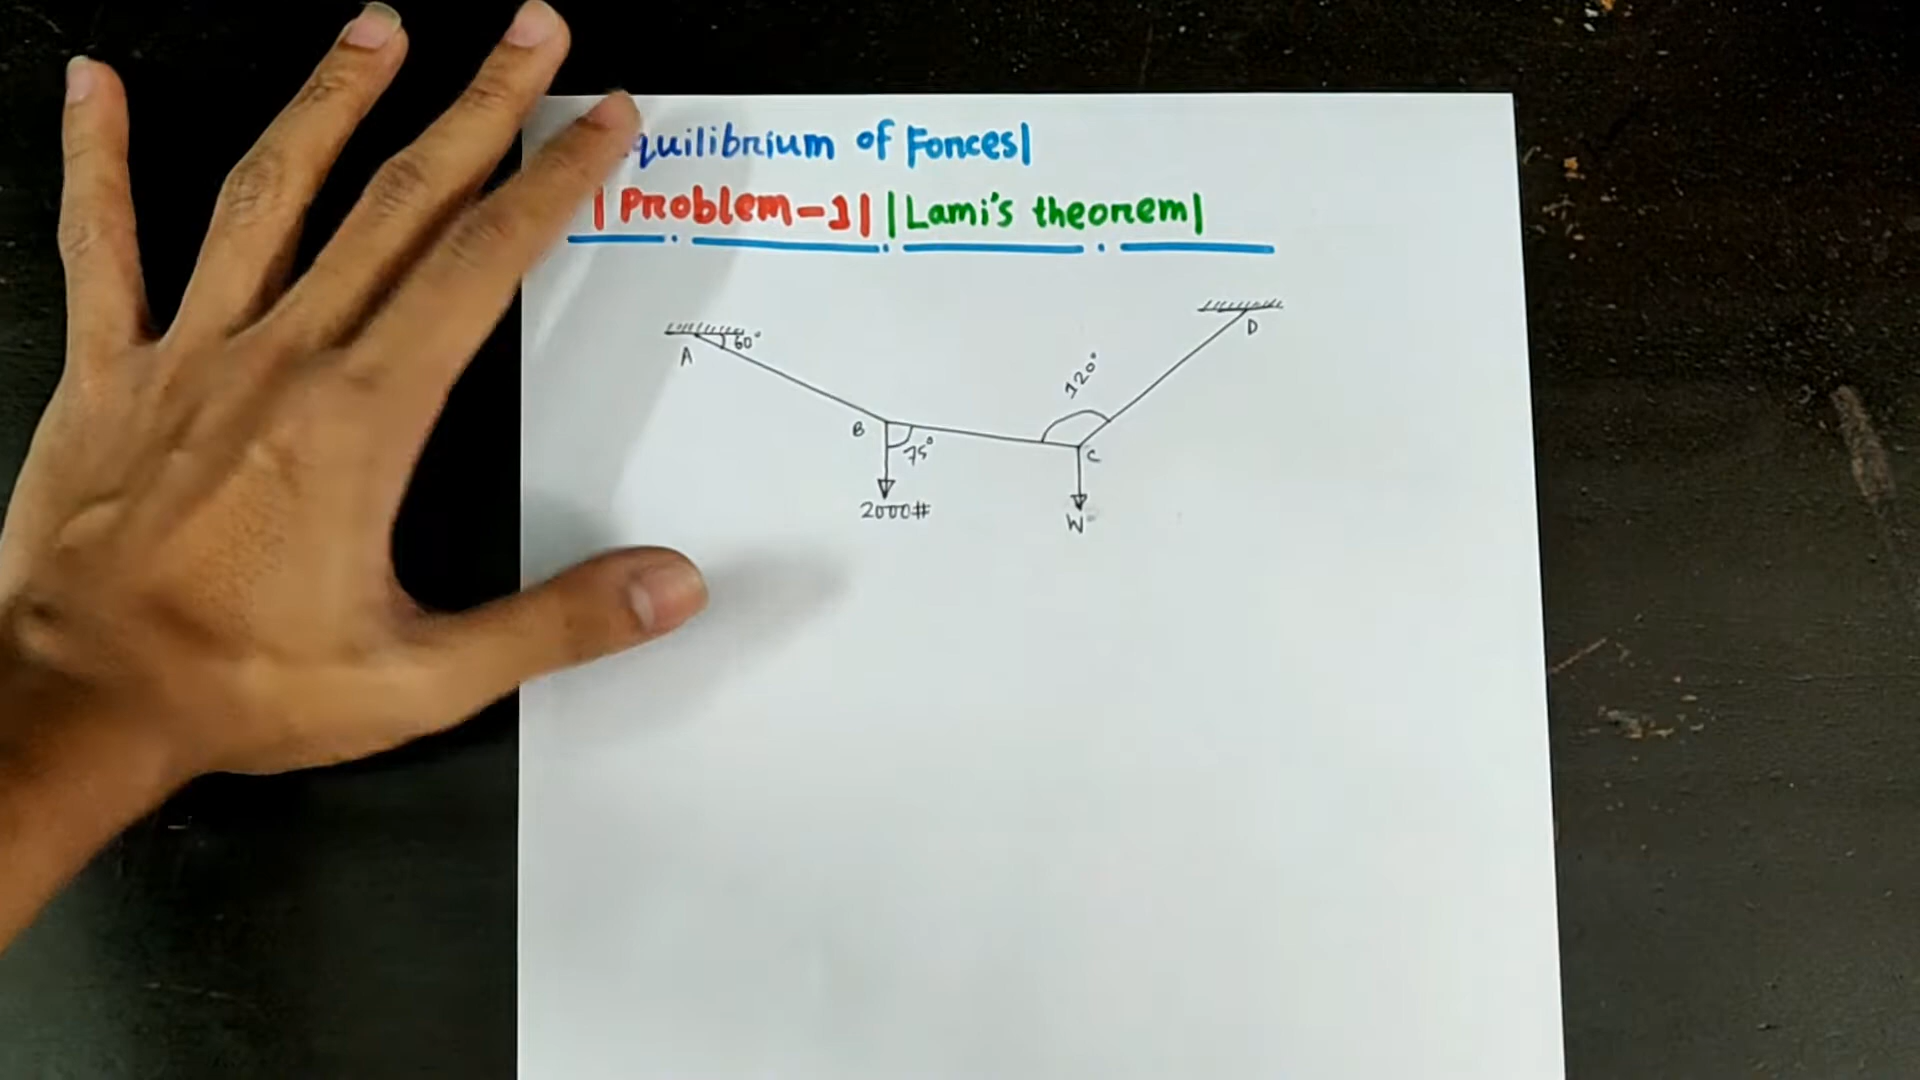 quilibrium of Forces|
|Problem-1| |Lami's theorem|
A 60°
D
120°
B 75°
C
2000#
W